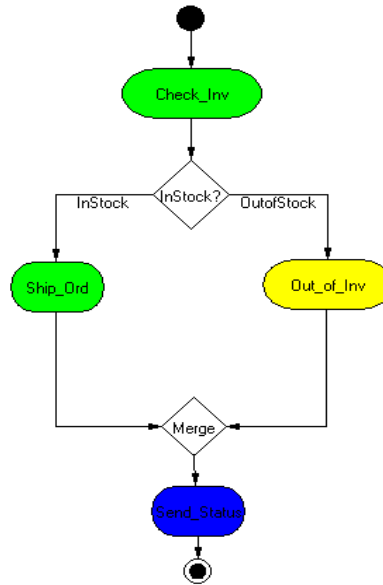 Check_Inv
InStock?
InStock
OutofStock
Ship_Ord
Out_of_Inv
Merge
Send_Status